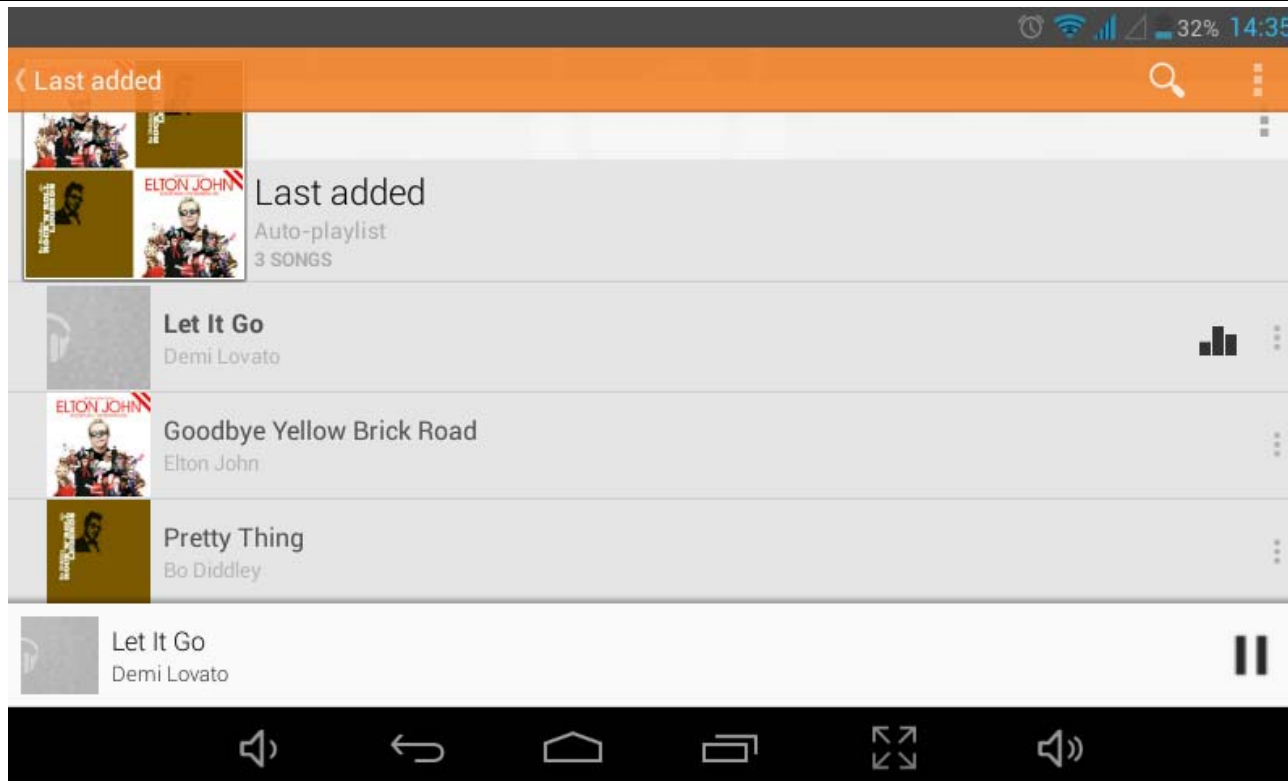 32% 14:35
Last added
ELTON JOHN
Last added
Auto-playlist
3 SONGS
Let It Go
Demi Lovato
ELTON JOHN
Goodbye Yellow Brick Road
Elton John
Pretty Thing
Bo Diddley
Let It Go
Demi Lovato